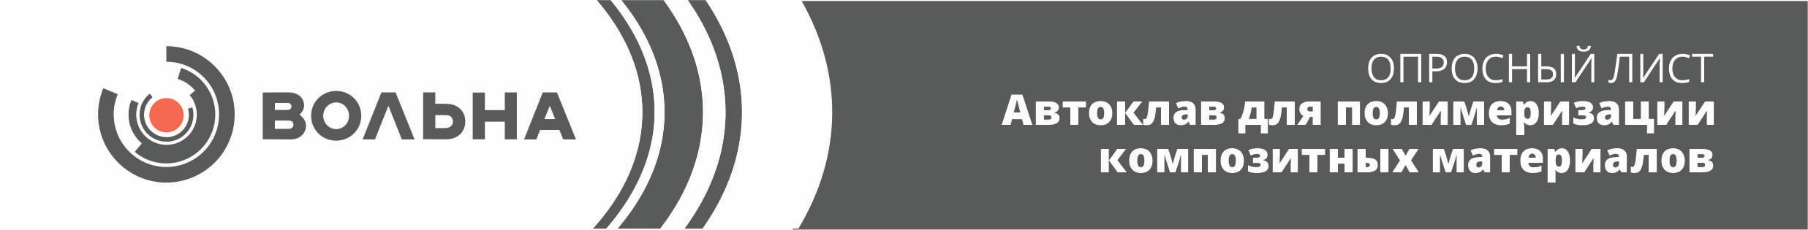 ВОЛЬНА
ОПРОСНЫЙ ЛИСТ
Автоклав для полимеризации
композитных материалов